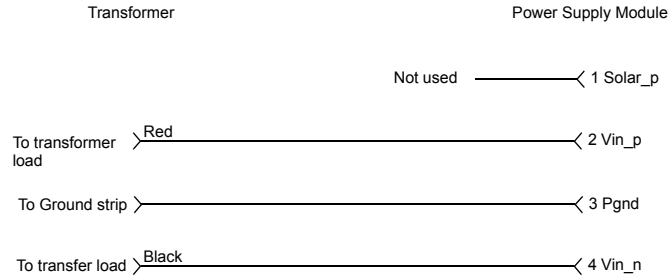 Transformer Power Supply Module
Not used 1 Solar_p
Red
To transformer 2 Vin_p
load
To Ground strip 3 Pgnd
Black
To transfer load 4 Vin_n